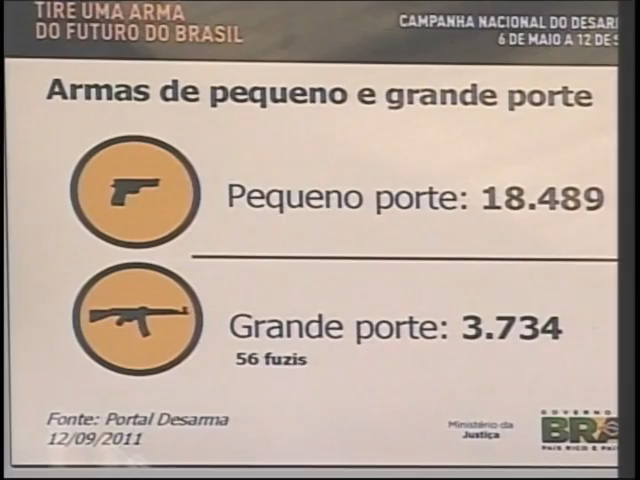 TIRE UMA ARMA
DO FUTURO DO BRASIL
CAMPANHA NACIONAL DO
6 DE MAIO A 12 DE
Armas de pequeno e grande porte
Pequeno porte: 18.489
Grande porte: 3.734
56 fuzis
Fonte: Portal Desarma
12/09/2011
Ministério da
Justiça
GOVERNO
PAÍS RICO É